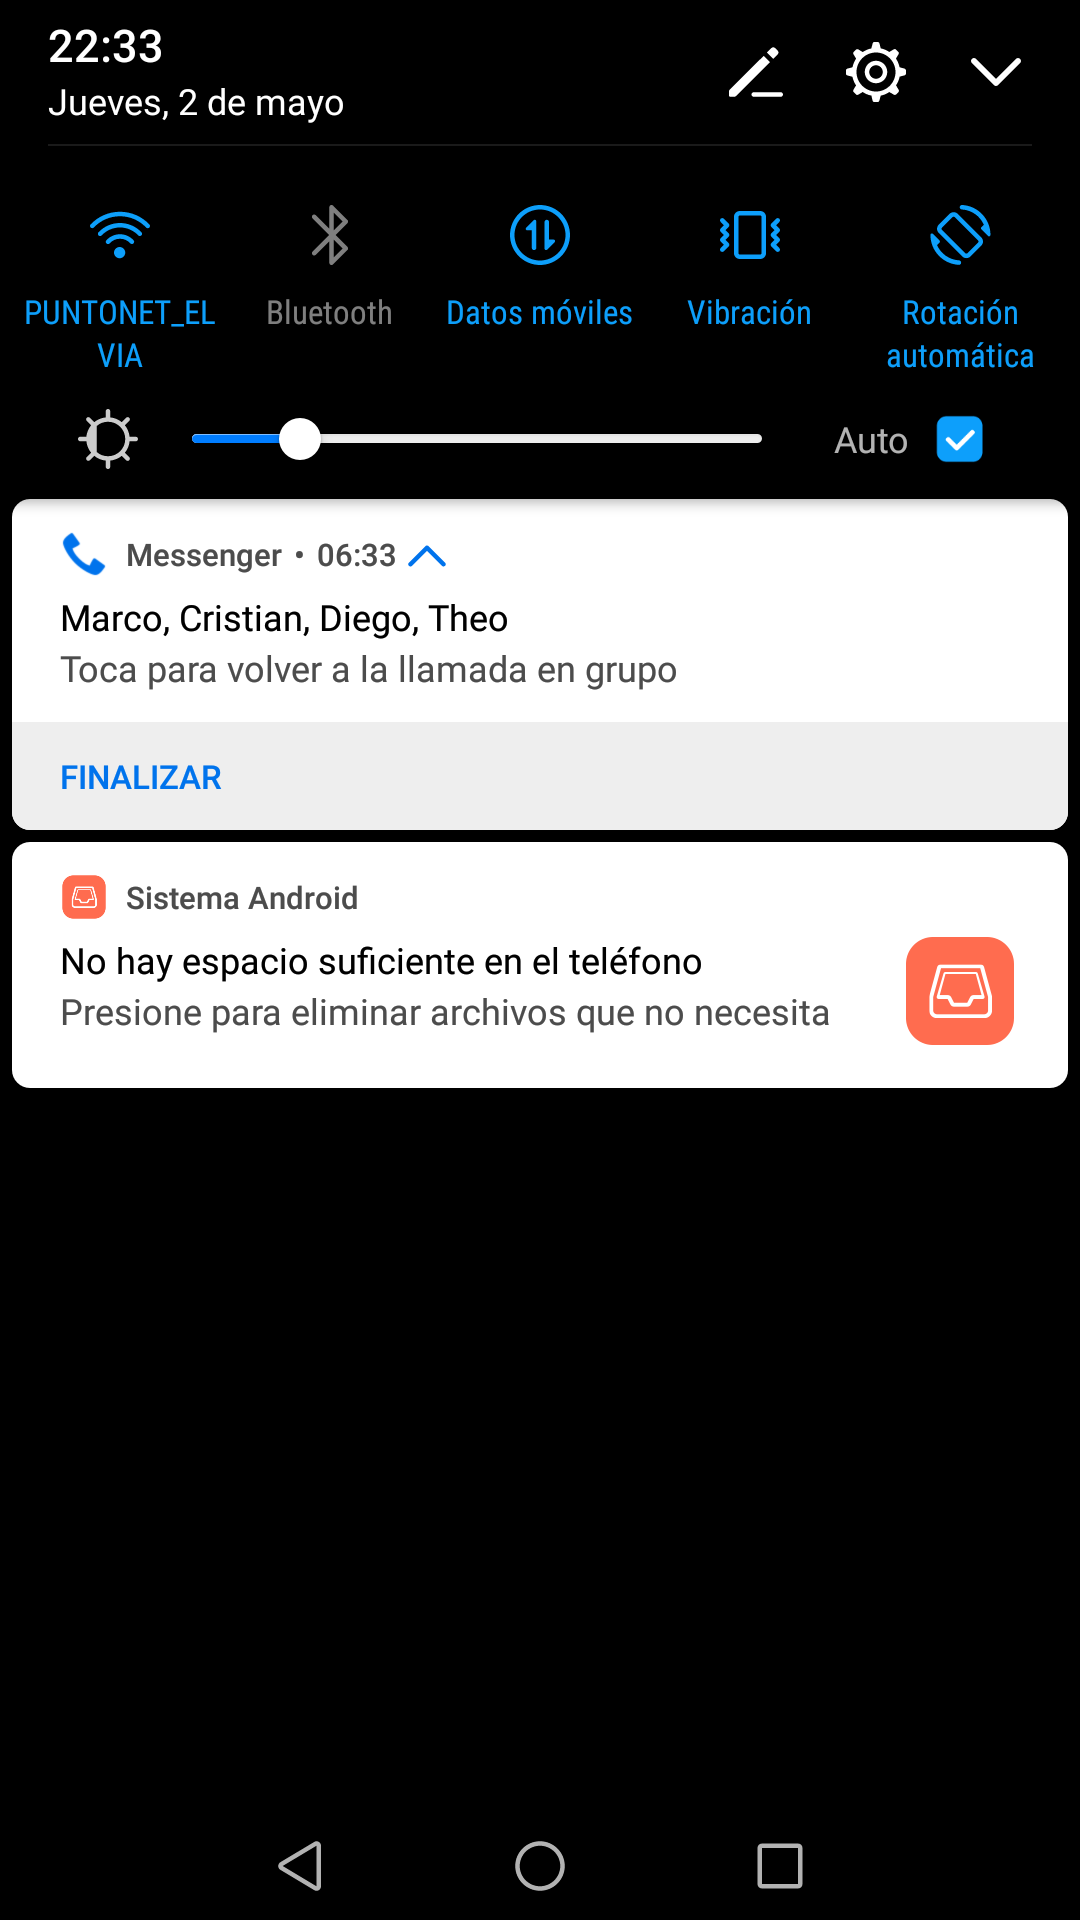 22:33
Jueves, 2 de mayo
PUNTONET_EL
VIA
Bluetooth
Datos móviles
Vibración
Rotación
automática
Auto
Messenger • 06:33
Marco, Cristian, Diego, Theo
Toca para volver a la llamada en grupo
FINALIZAR
Sistema Android
No hay espacio suficiente en el teléfono
Presione para eliminar archivos que no necesita